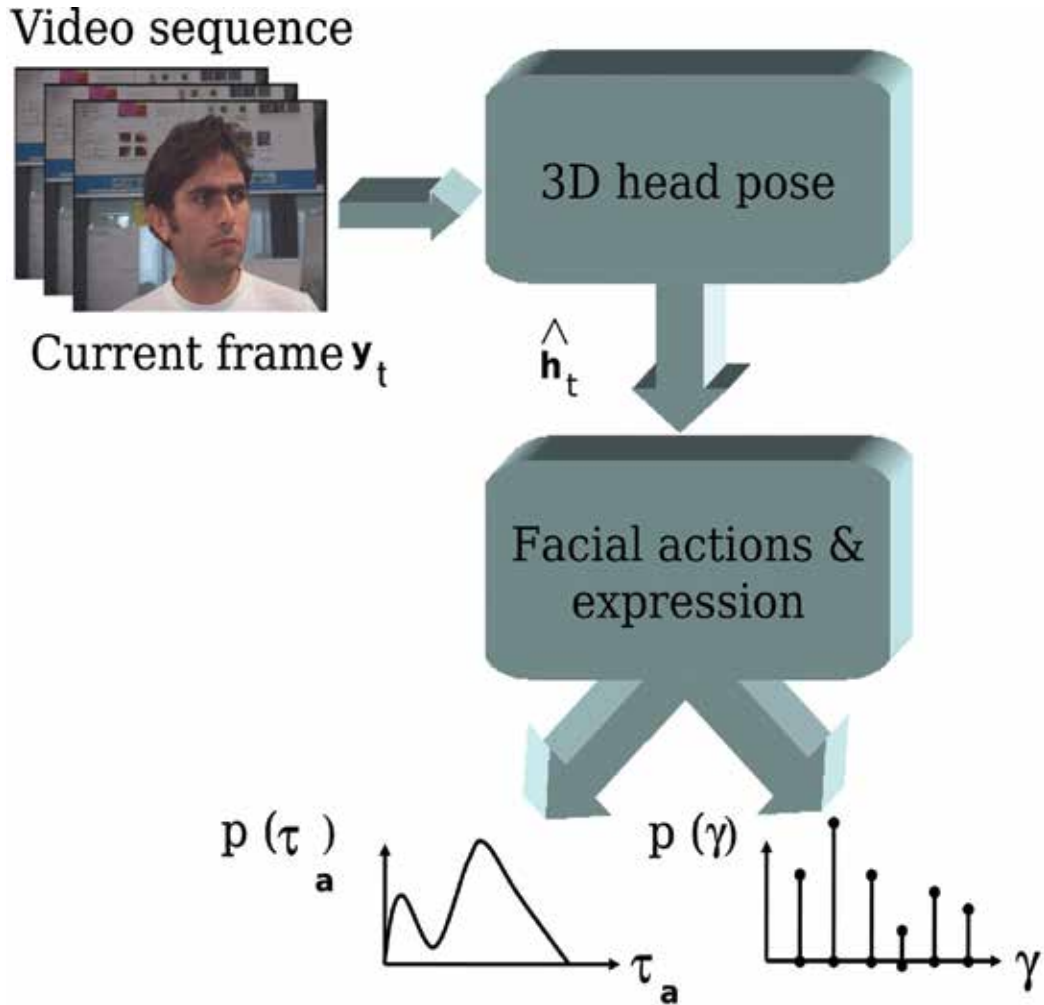 Video sequence
3D head pose
Current frame y_t
ĥ_t
Facial actions &
expression
p (τ_a)
p (γ)
τ_a
γ